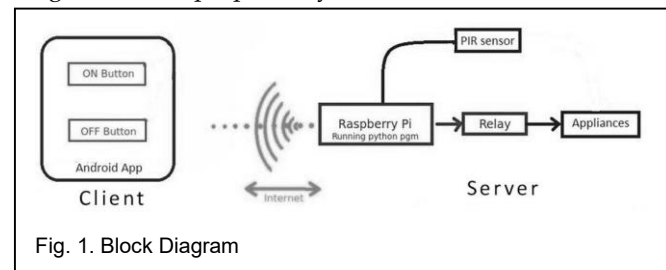 PIR sensor
ON Button
OFF Button
Android App
Client
Internet
Raspberry Pi
Running python pgm
Relay
Appliances
Server
Fig. 1. Block Diagram